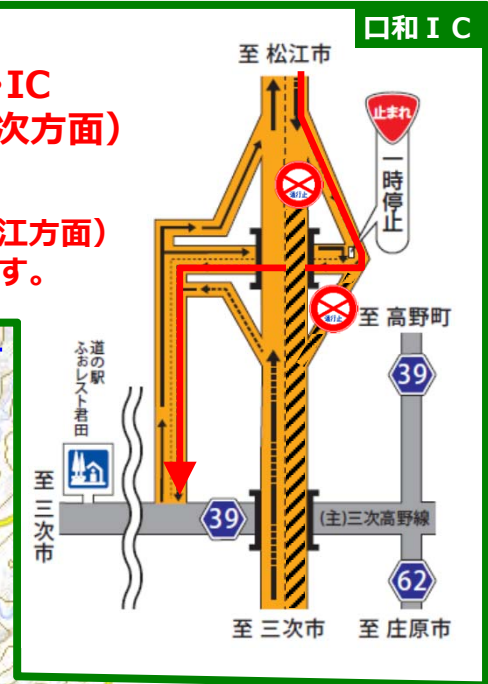 口和ＩＣ
IC
次方面）
江方面）
す。
至 松江市
止まれ
一時停止
通行止
通行止
至 高野町
39
道の駅
ふぉレスト君田
至 三次市
39
(主)三次高野線
62
至 三次市
至 庄原市